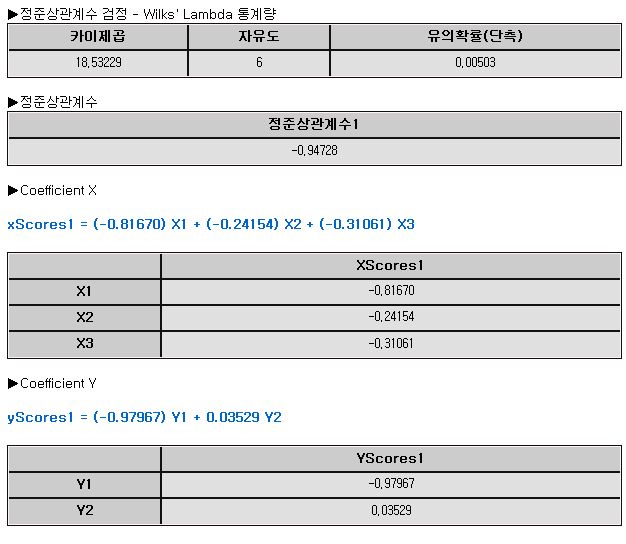 ▶정준상관계수 검정 - Wilks' Lambda 통계량
카이제곱 자유도 유의확률(단측)
18,53229 6 0,00503
▶정준상관계수
정준상관계수1
-0,94728
▶Coefficient X
xScores1 = (-0.81670) X1 + (-0.24154) X2 + (-0.31061) X3
XScores1
X1 -0,81670
X2 -0,24154
X3 -0,31061
▶Coefficient Y
yScores1 = (-0.97967) Y1 + 0.03529 Y2
YScores1
Y1 -0,97967
Y2 0,03529